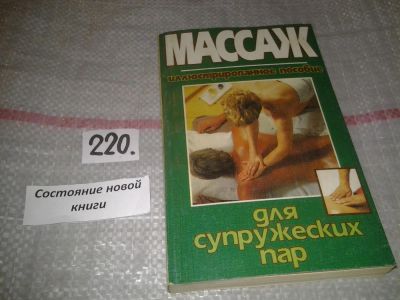 МАССАЖ
иллюстрированное пособие
220.
Состояние новой
книги
для
супружеских
пар